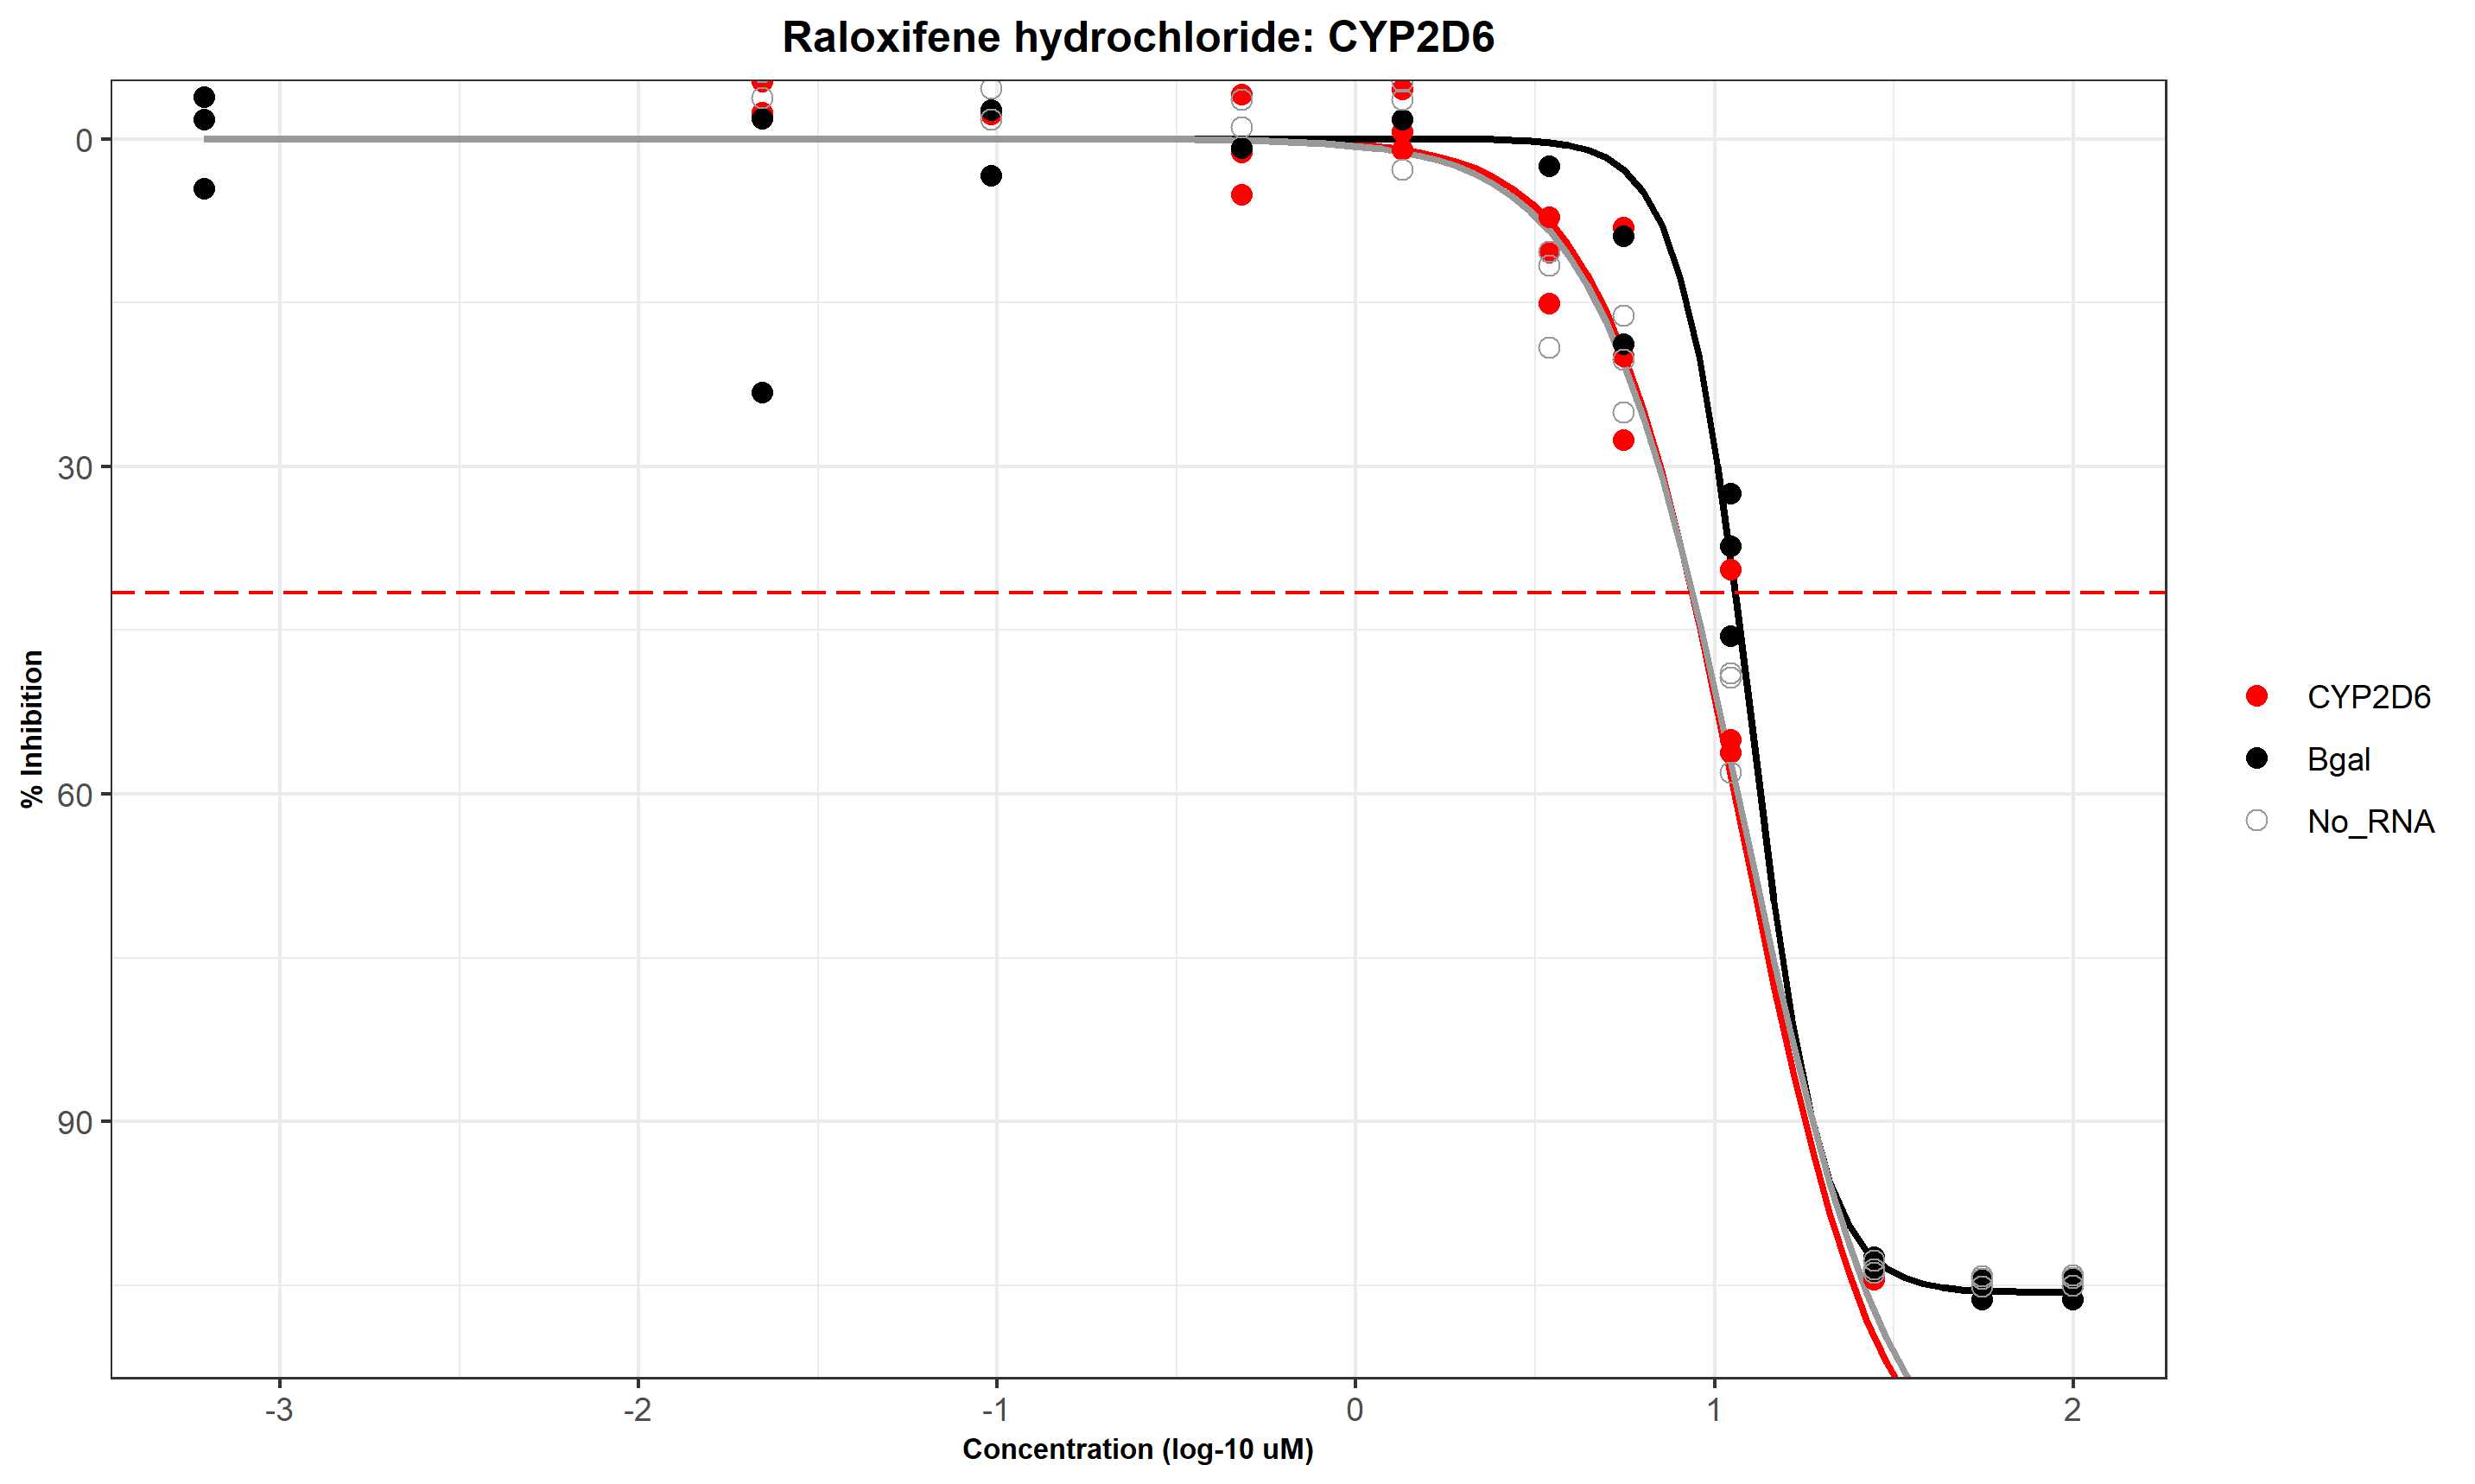 Raloxifene hydrochloride: CYP2D6
% Inhibition
0
30
60
90
-3
-2
-1
0
1
2
Concentration (log-10 uM)
CYP2D6
Bgal
No_RNA